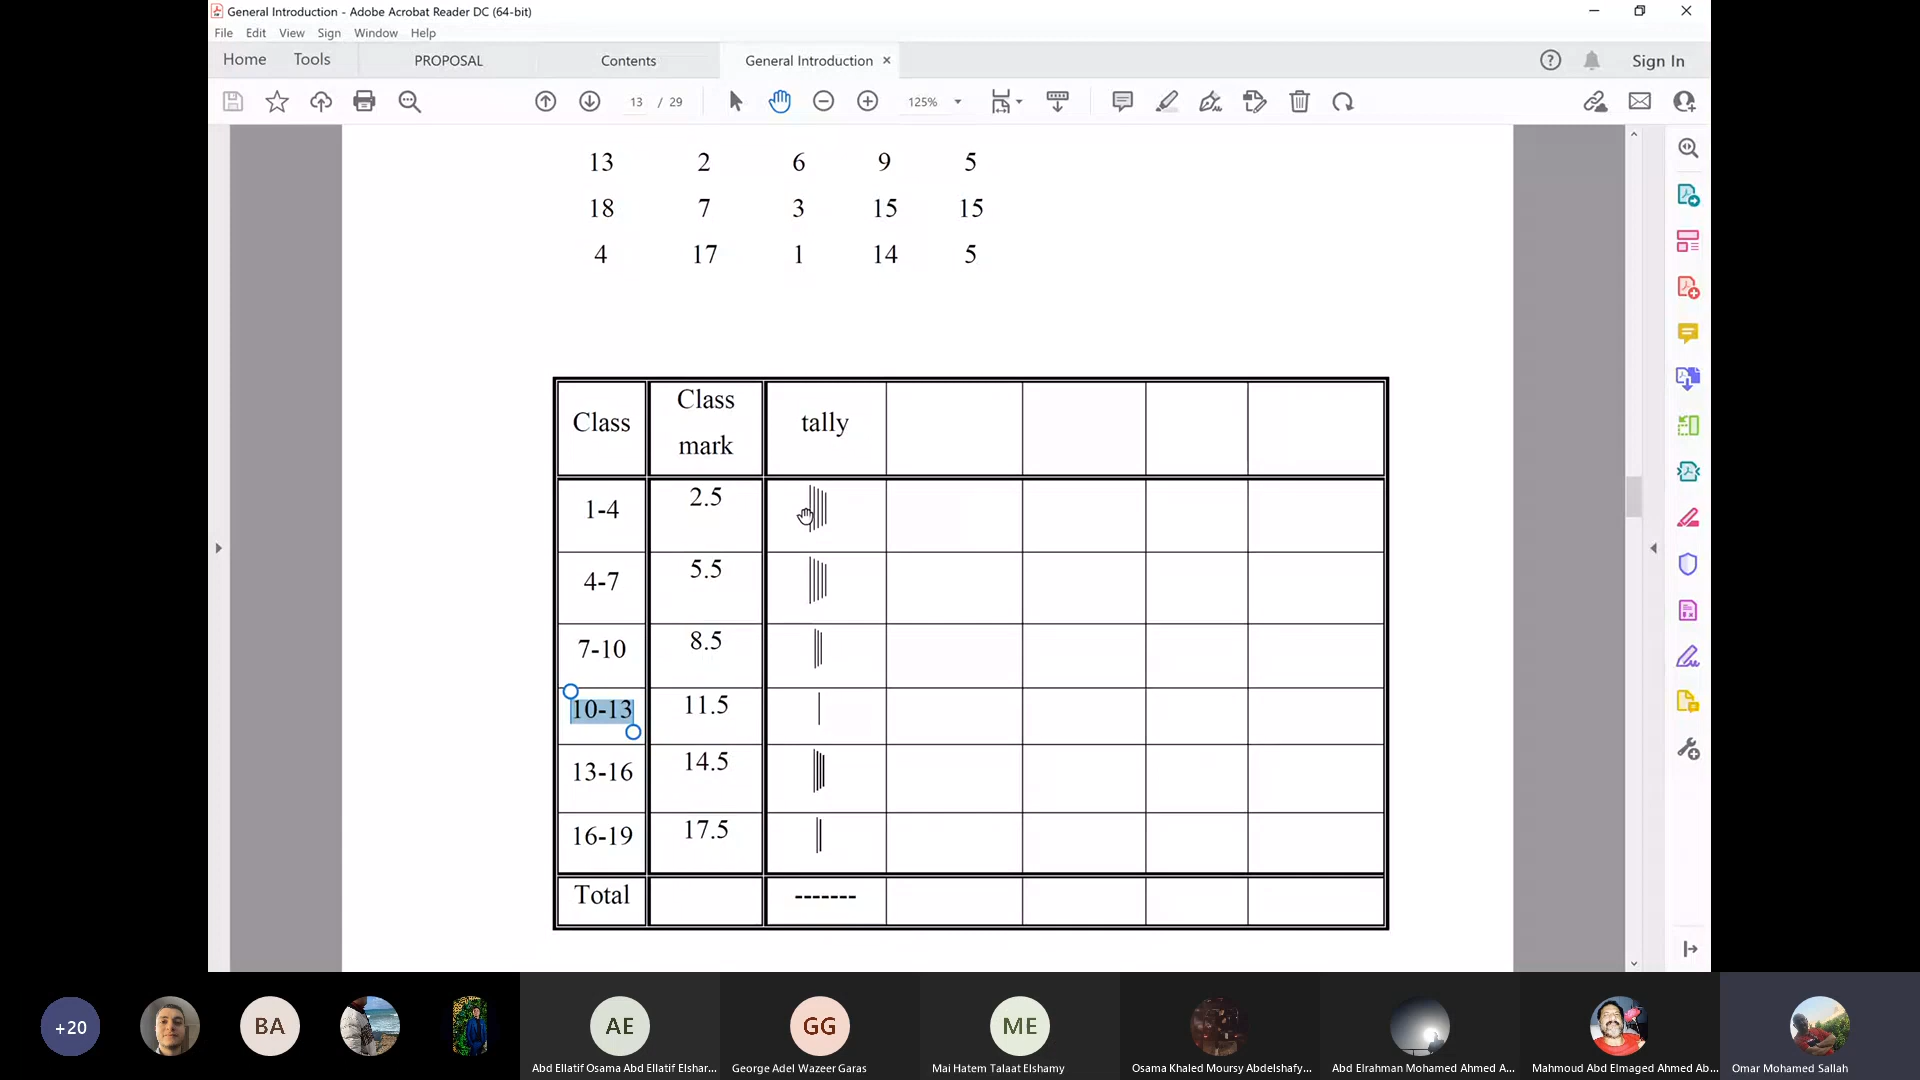 General Introduction - Adobe Acrobat Reader DC (64-bit)
File Edit View Sign Window Help
Home Tools PROPOSAL Contents General Introduction Sign In
13 / 29 125%
13 2 6 9 5
18 7 3 15 15
4 17 1 14 5
Class Class mark tally
1-4 2.5
4-7 5.5
7-10 8.5
10-13 11.5
13-16 14.5
16-19 17.5
Total -------
+20 BA AE GG ME
Abd Ellatif Osama Abd Ellatif Elshar... George Adel Wazeer Garas Mai Hatem Talaat Elshamy Osama Khaled Moursy Abdelshafy... Abd Elrahman Mohamed Ahmed A... Mahmoud Abd Elmaged Ahmed Ab... Omar Mohamed Sallah